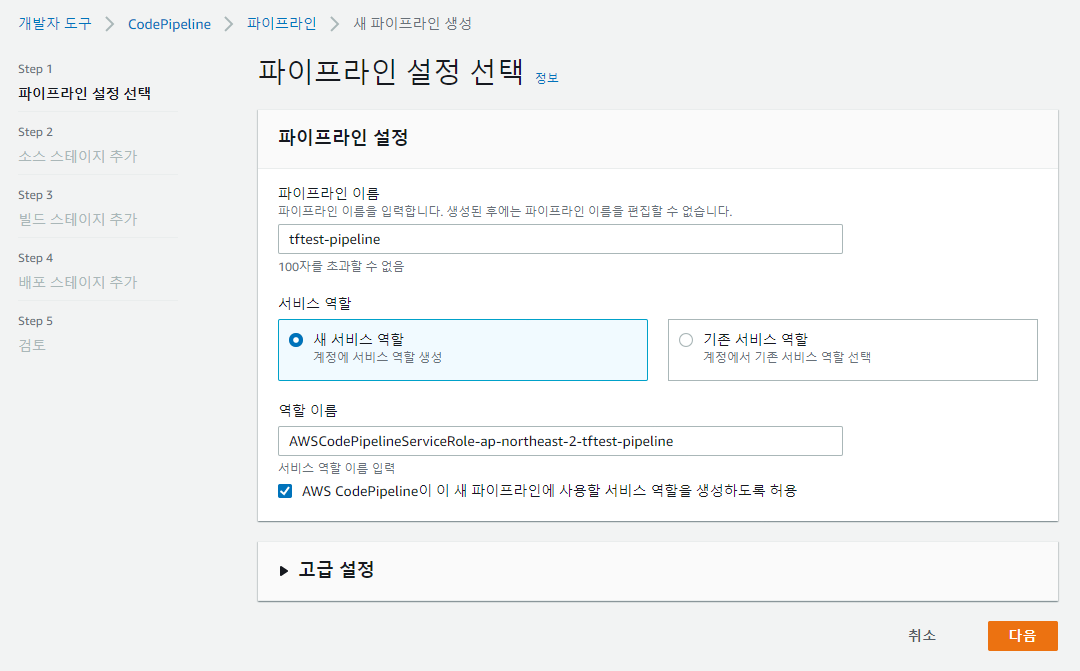 개발자 도구 > CodePipeline > 파이프라인 > 새 파이프라인 생성
Step 1
파이프라인 설정 선택
Step 2
소스 스테이지 추가
Step 3
빌드 스테이지 추가
Step 4
배포 스테이지 추가
Step 5
검토
파이프라인 설정 선택 정보
파이프라인 설정
파이프라인 이름
파이프라인 이름을 입력합니다. 생성된 후에는 파이프라인 이름을 편집할 수 없습니다.
tftest-pipeline
100자를 초과할 수 없음
서비스 역할
새 서비스 역할
계정에 서비스 역할 생성
기존 서비스 역할
계정에서 기존 서비스 역할 선택
역할 이름
AWSCodePipelineServiceRole-ap-northeast-2-tftest-pipeline
서비스 역할 이름 입력
AWS CodePipeline이 이 새 파이프라인에 사용할 서비스 역할을 생성하도록 허용
고급 설정
취소
다음